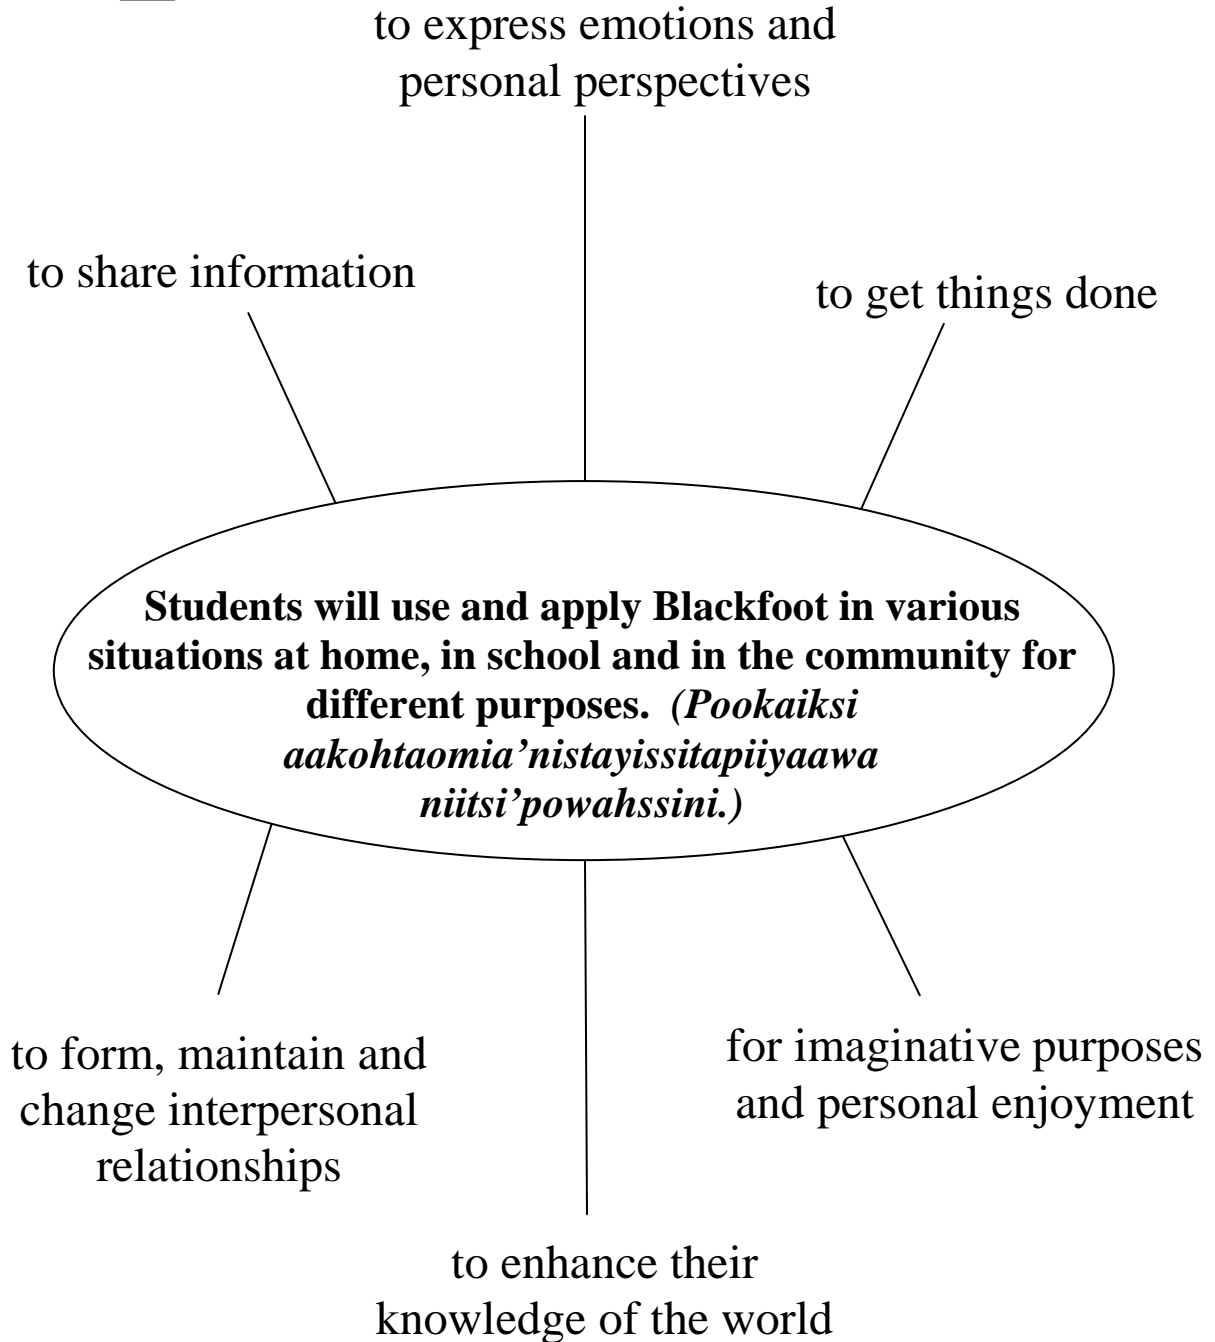 to express emotions and
personal perspectives
to share information
to get things done
Students will use and apply Blackfoot in various
situations at home, in school and in the community for
different purposes. (Pookaiksi
aakohtaomia’nistayissitapiiyaawa
niitsi’powahssini.)
to form, maintain and
change interpersonal
relationships
for imaginative purposes
and personal enjoyment
to enhance their
knowledge of the world